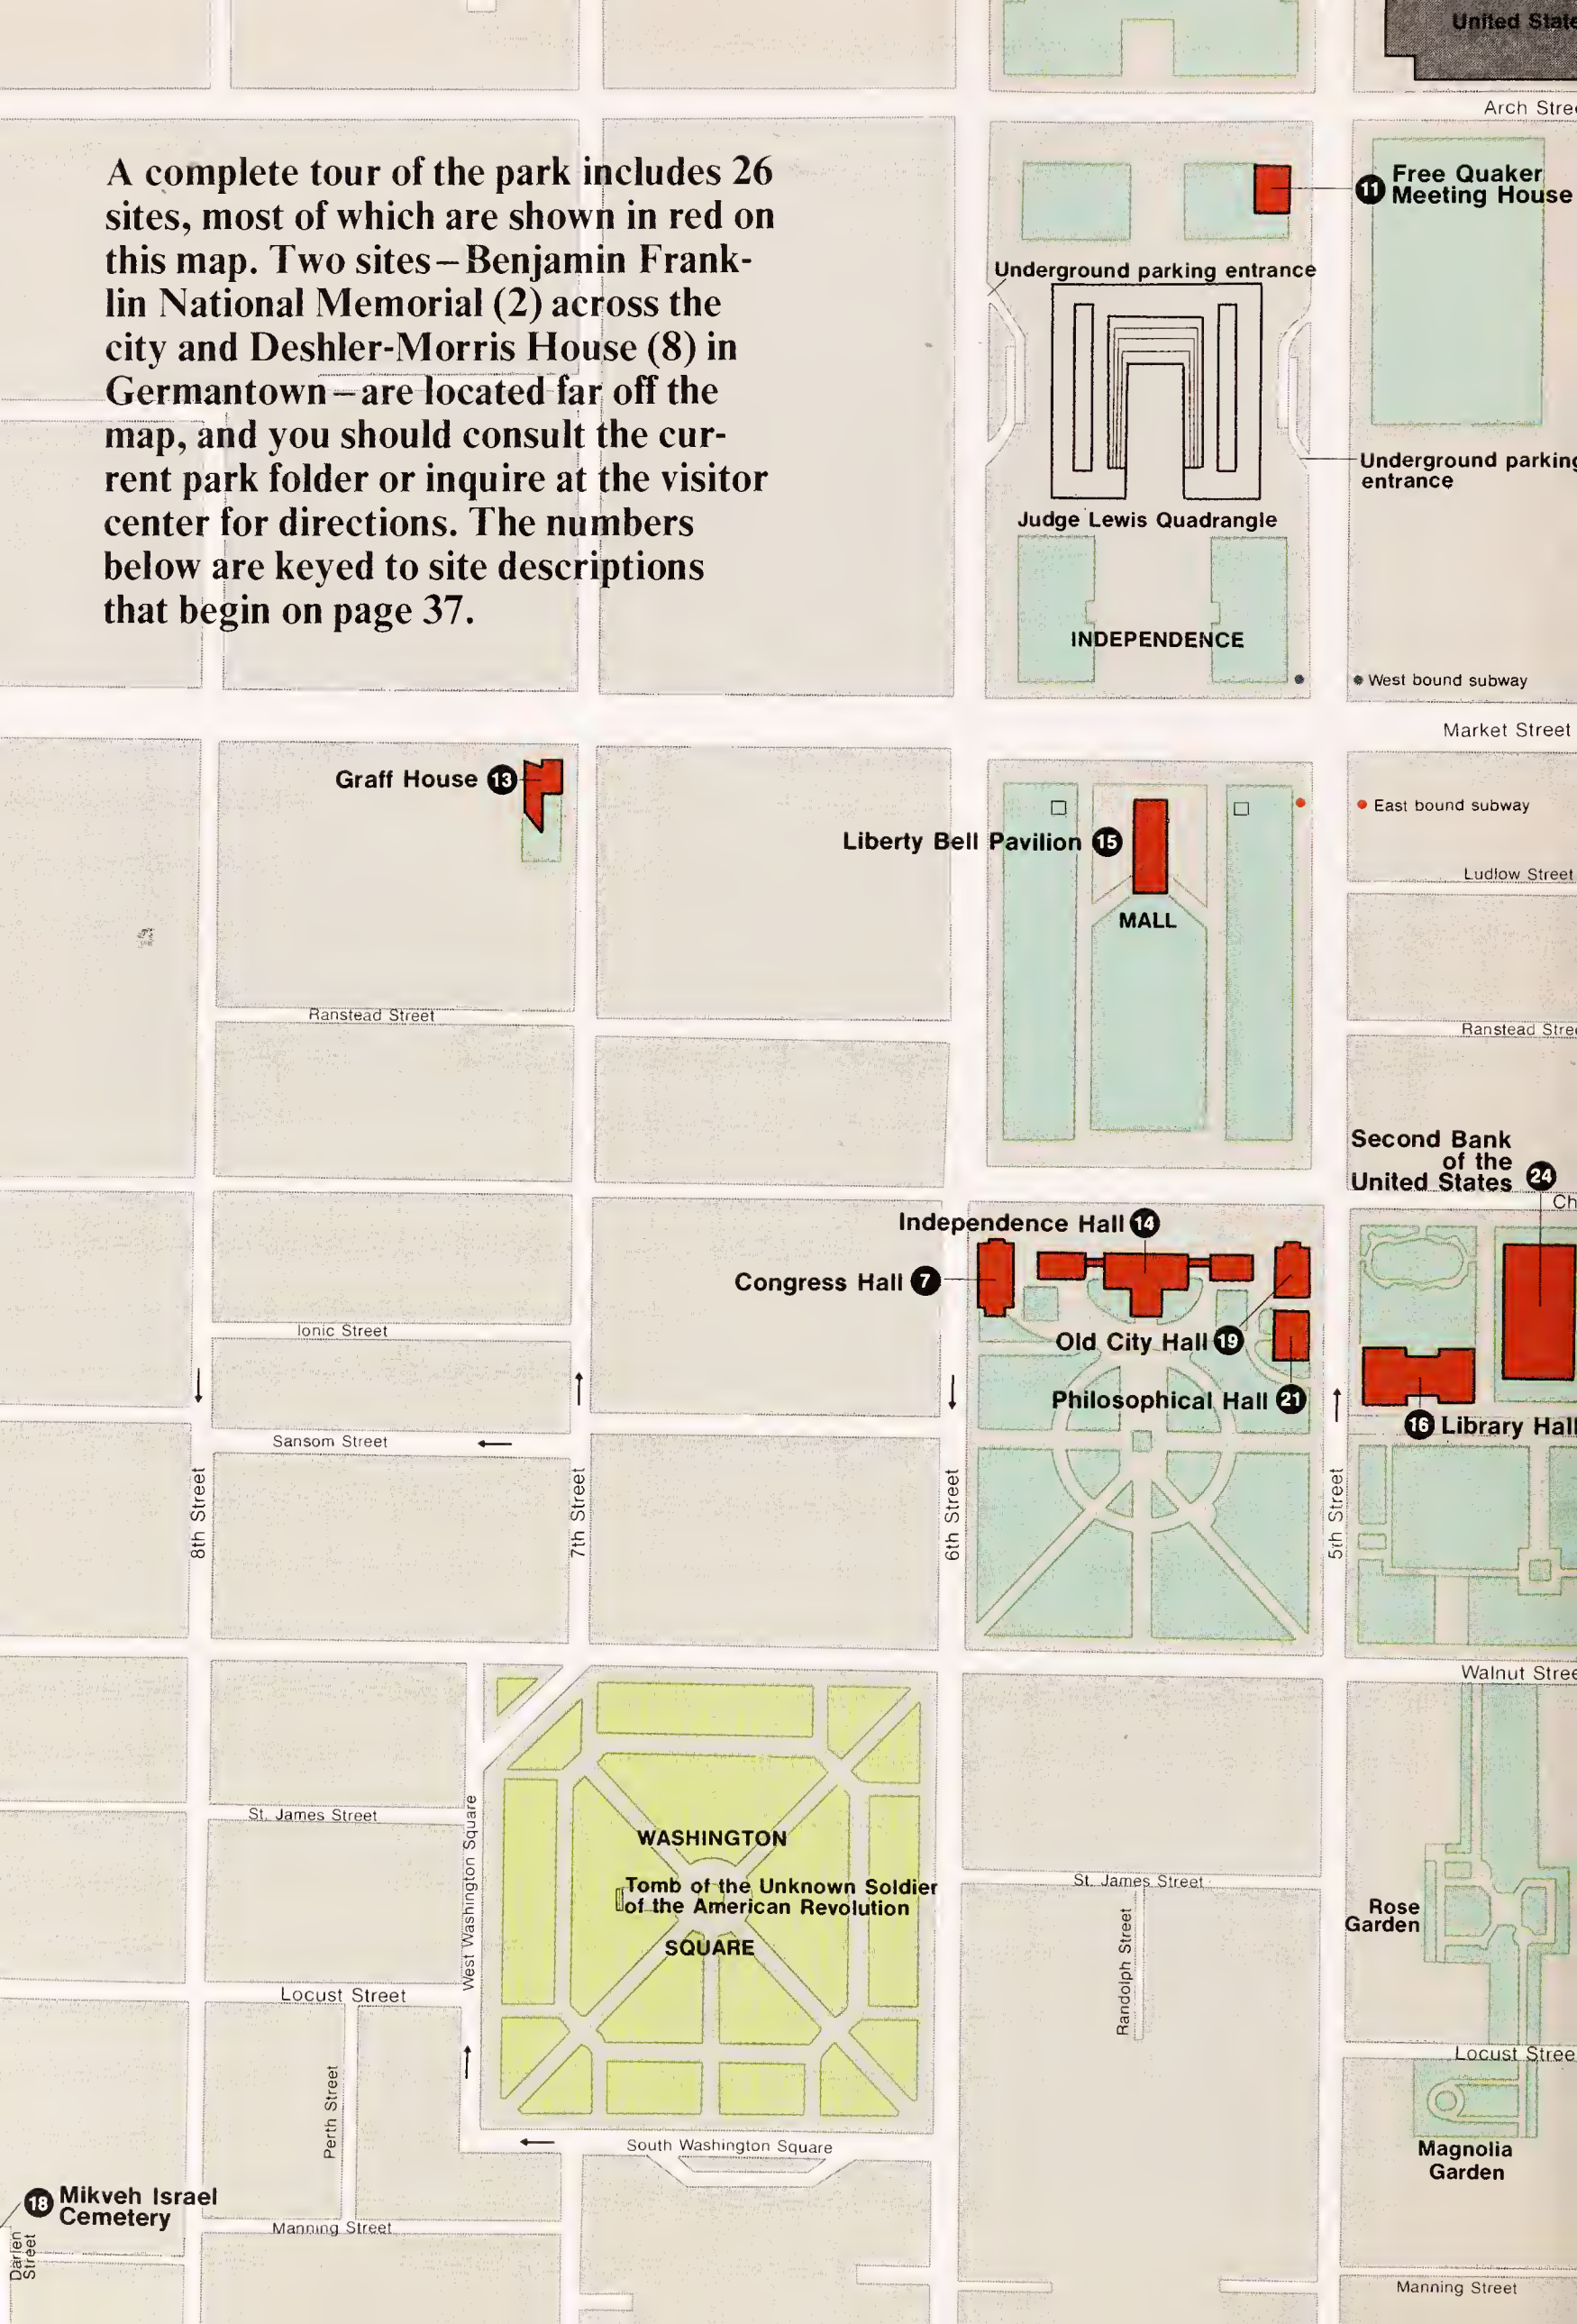 United
Arch
A complete tour of the park includes 26
sites, most of which are shown in red on
this map. Two sites—Benjamin Frank-
lin National Memorial (2) across the
city and Deshler-Morris House (8) in
Germantown—are located far off the
map, and you should consult the cur-
rent park folder or inquire at the visitor
center for directions. The numbers
below are keyed to site descriptions
that begin on page 37.
11 Free Quaker
Meeting House
Underground parking entrance
Underground parking
entrance
Judge Lewis Quadrangle
INDEPENDENCE
West bound subway
Market Street
Graff House 13
East bound subway
Liberty Bell Pavilion 15
Ludlow Street
MALL
Ranstead Street
Ranstead
Second Bank
of the
United States 24
Ch
Independence Hall 14
Congress Hall 7
Ionic Street
Old City Hall 19
Philosophical Hall 21
16 Library Hall
Sansom Street
8th Street
7th Street
6th Street
5th Street
Walnut
St. James Street
West Washington Square
WASHINGTON
Tomb of the Unknown Soldier
of the American Revolution
SQUARE
St. James Street
Randolph Street
Rose
Garden
Locust Street
Locust
Perth Street
South Washington Square
Magnolia
Garden
18 Mikveh Israel
Cemetery
Manning Street
Darien
Street
Manning Street